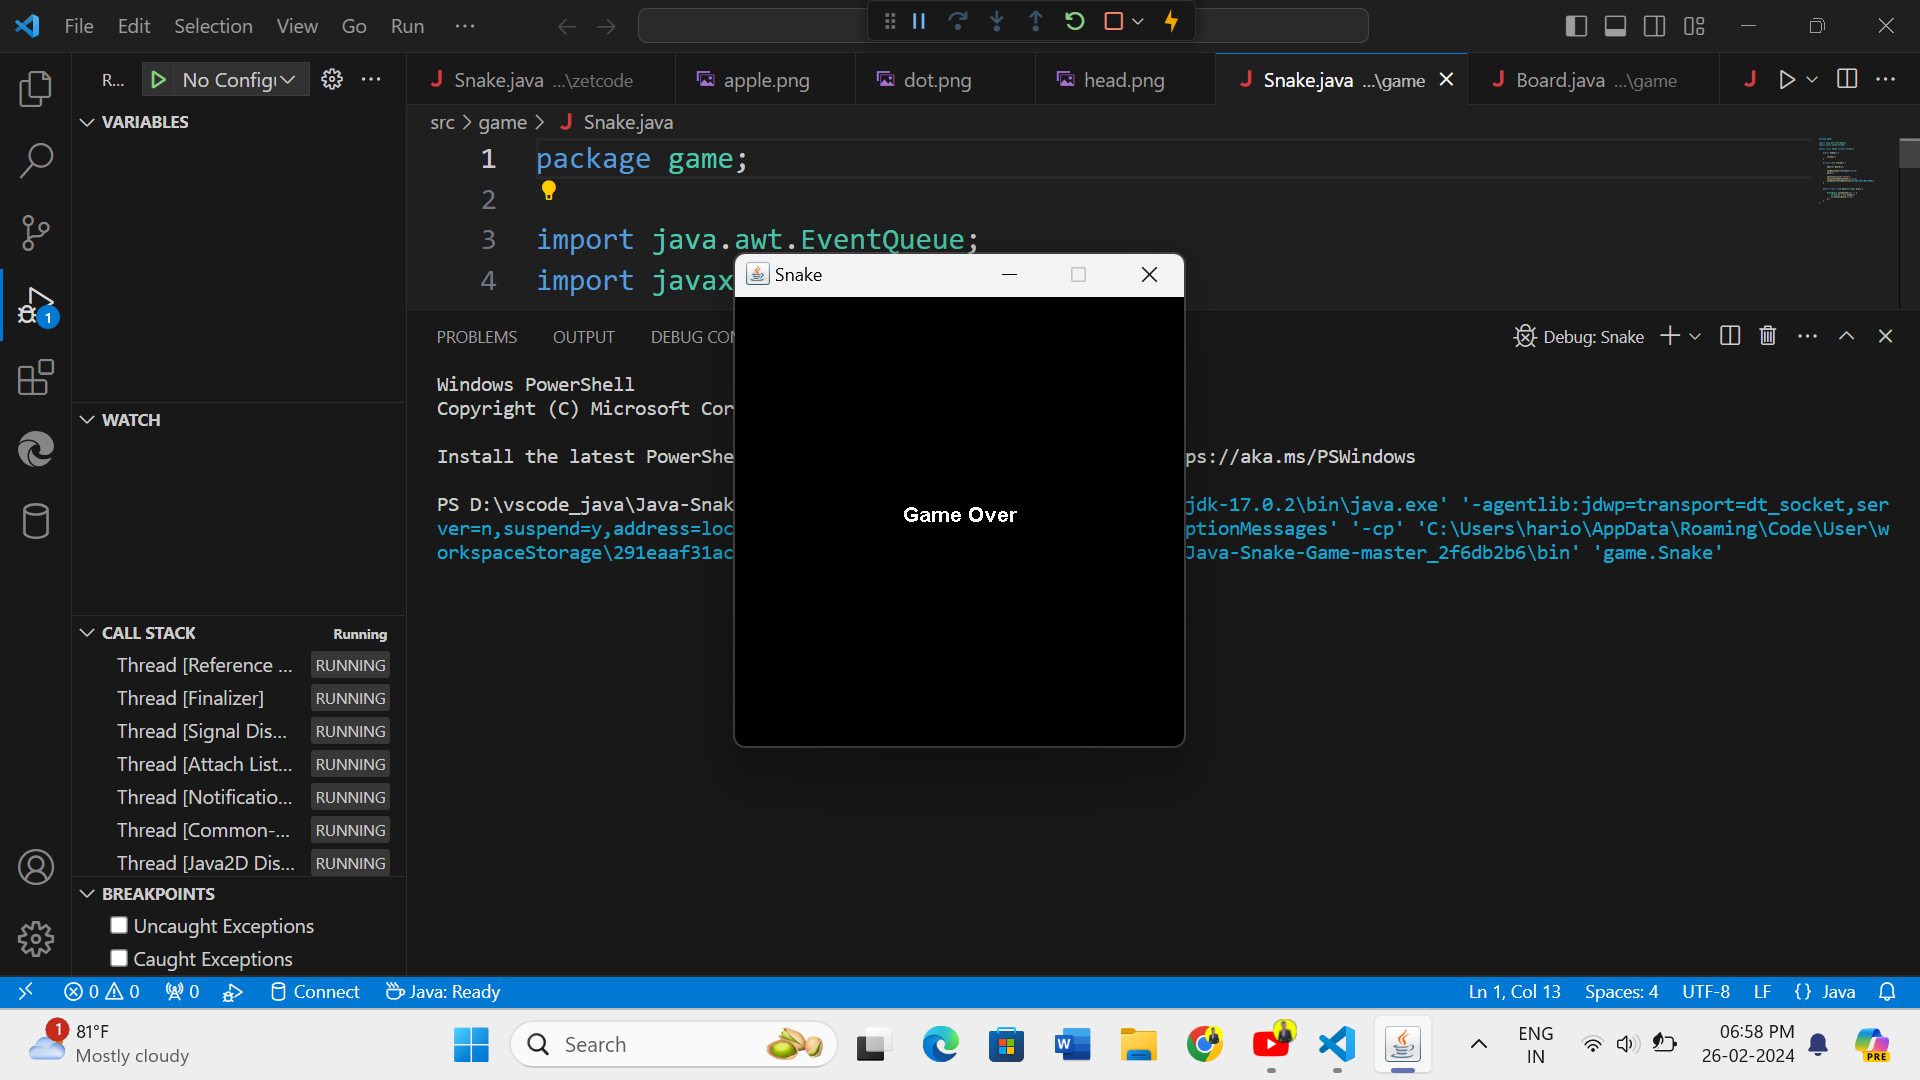 File Edit Selection View Go Run ···
R... No Config ···
Snake.java ...\zetcode apple.png dot.png head.png Snake.java ...\game Board.java ...\game
VARIABLES
src > game > Snake.java
1 package game;
2
3 import java.awt.EventQueue;
4 import javax
Snake
PROBLEMS OUTPUT DEBUG CON
Debug: Snake
Windows PowerShell
Copyright (C) Microsoft Cor
WATCH
Install the latest PowerShe ps://aka.ms/PSWindows
PS D:\vscode_java\Java-Snak jdk-17.0.2\bin\java.exe' '-agentlib:jdwp=transport=dt_socket,ser
ver=n,suspend=y,address=loc ptionMessages' '-cp' 'C:\Users\hario\AppData\Roaming\Code\User\w
orkspaceStorage\291eaaf31ac Java-Snake-Game-master_2f6db2b6\bin' 'game.Snake'
Game Over
CALL STACK Running
Thread [Reference ... RUNNING
Thread [Finalizer] RUNNING
Thread [Signal Dis... RUNNING
Thread [Attach List... RUNNING
Thread [Notificatio... RUNNING
Thread [Common-... RUNNING
Thread [Java2D Dis... RUNNING
BREAKPOINTS
Uncaught Exceptions
Caught Exceptions
0 0 0 Connect Java: Ready
Ln 1, Col 13 Spaces: 4 UTF-8 LF {} Java
1
81°F
Mostly cloudy
Search
ENG
IN
06:58 PM
26-02-2024
PRE